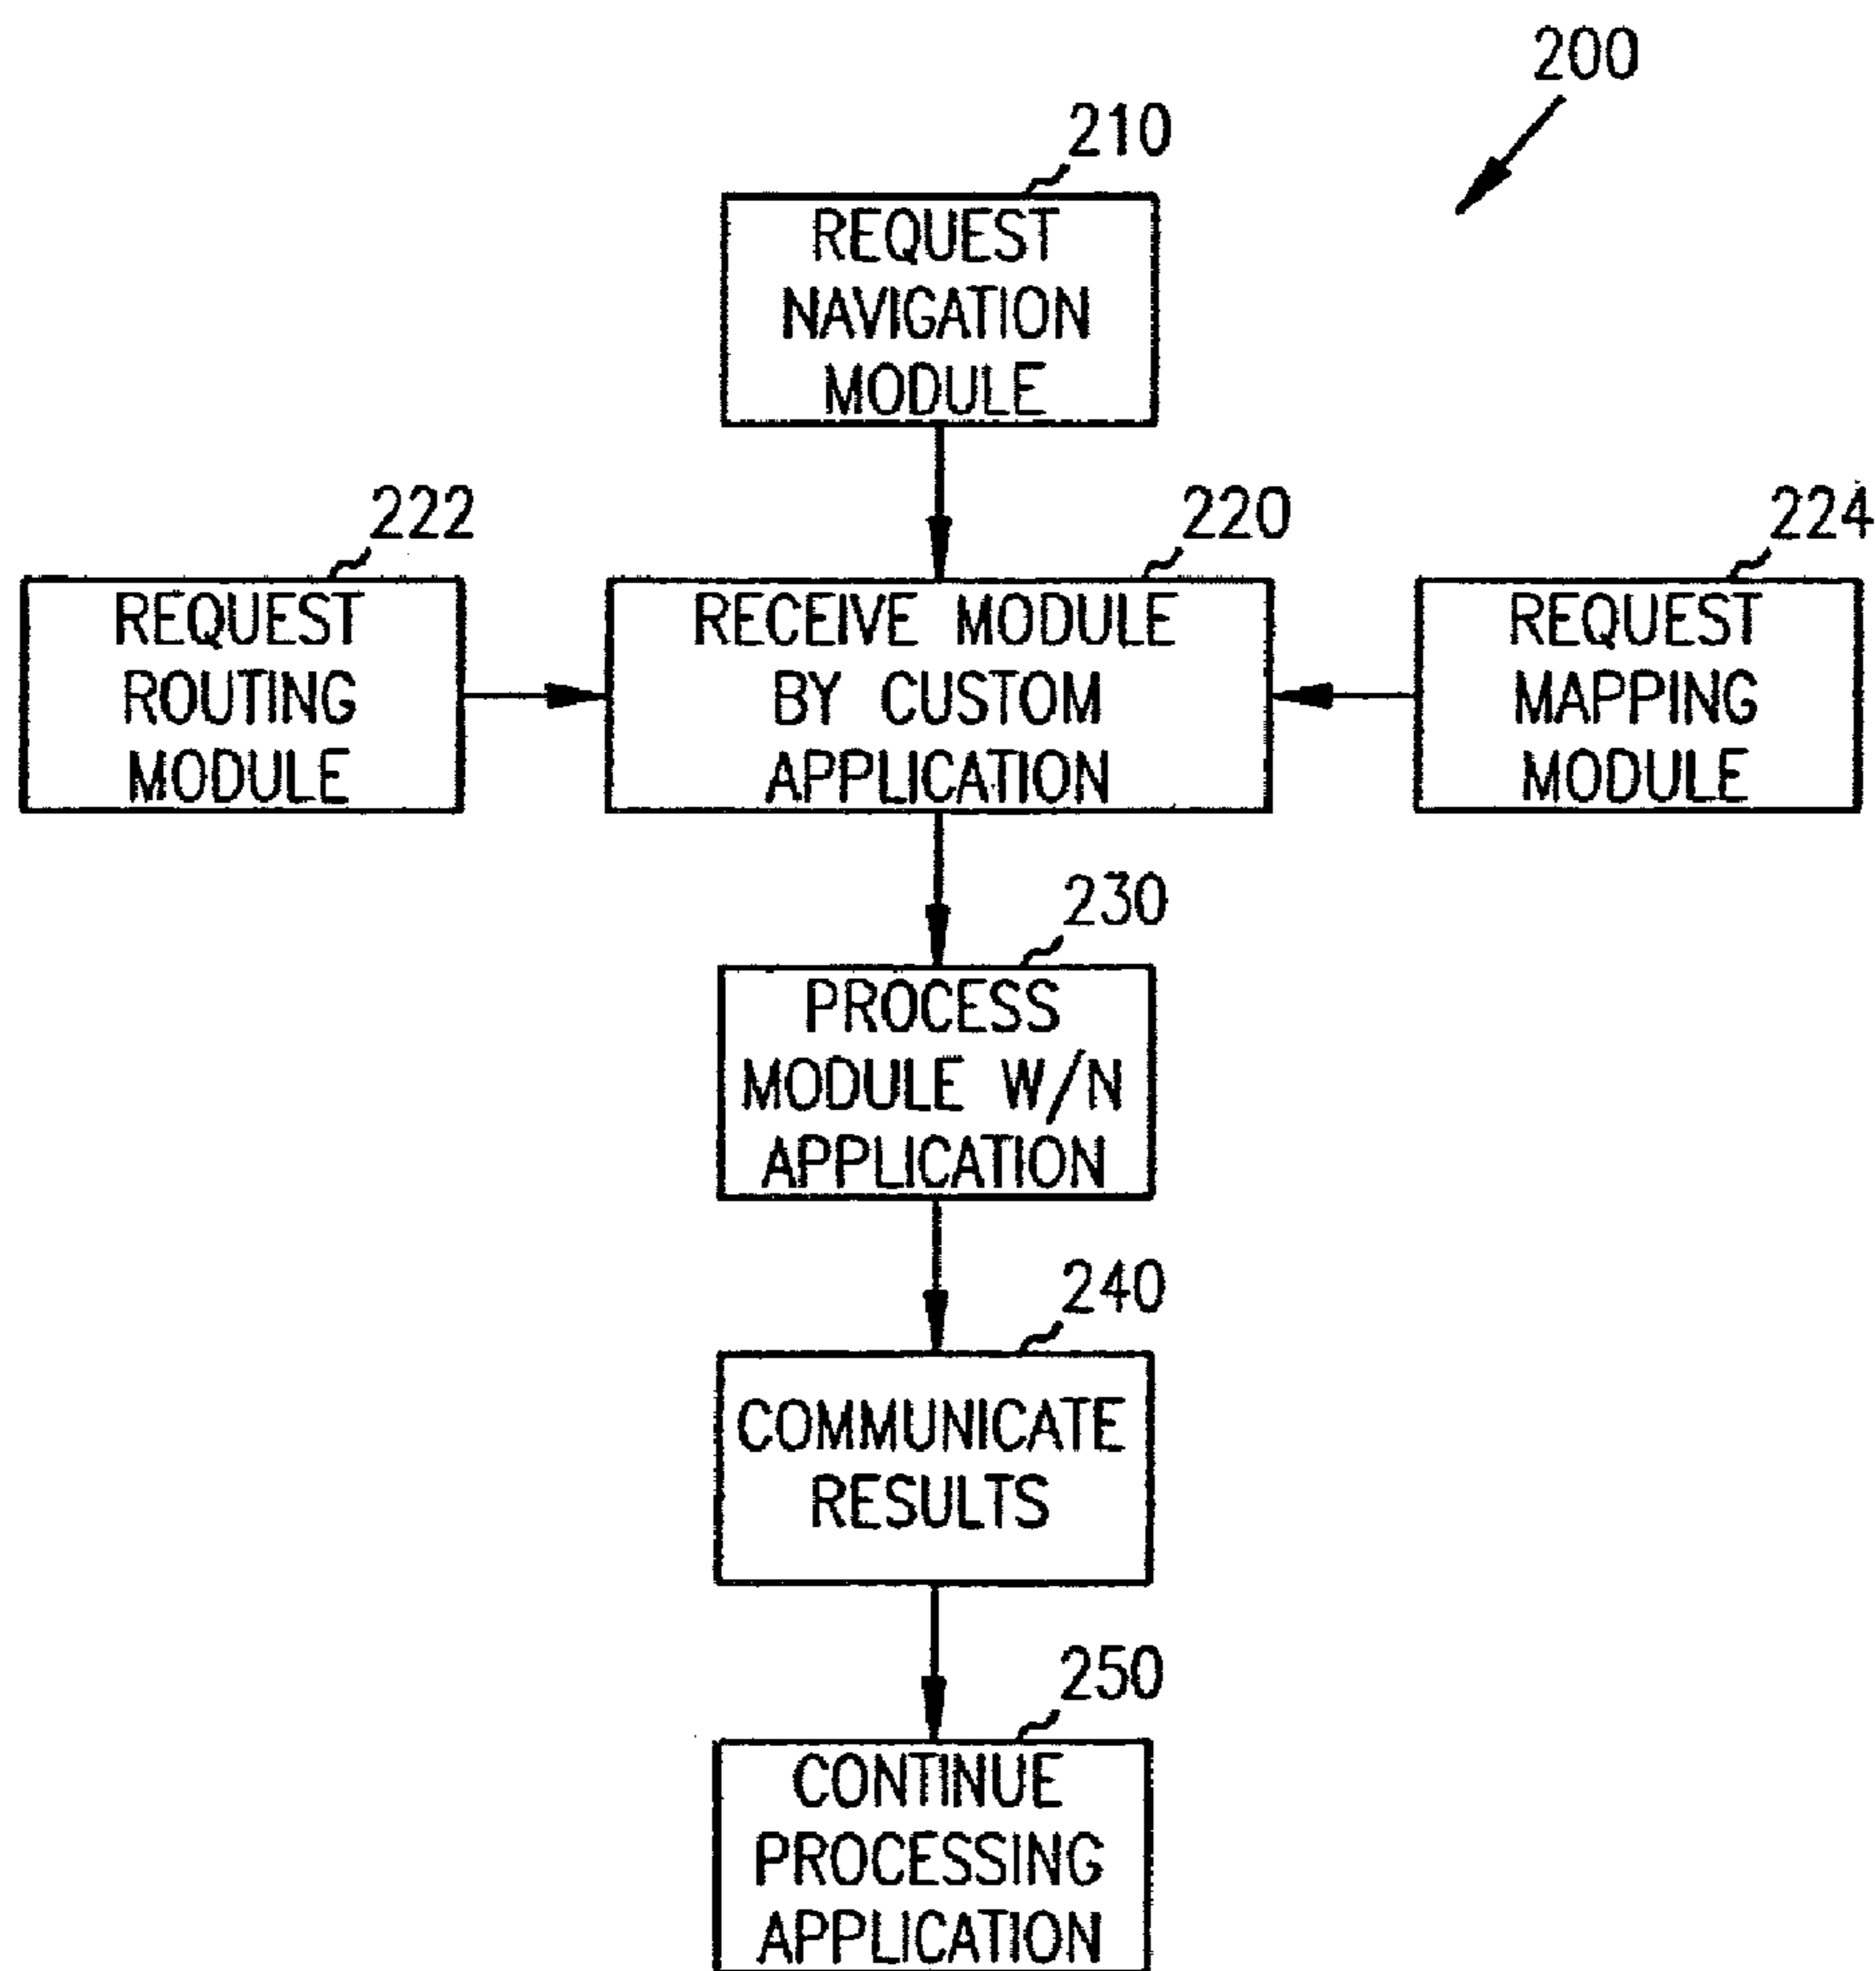 200
210
REQUEST
NAVIGATION
MODULE
222
REQUEST
ROUTING
MODULE
220
RECEIVE MODULE
BY CUSTOM
APPLICATION
224
REQUEST
MAPPING
MODULE
230
PROCESS
MODULE W/N
APPLICATION
240
COMMUNICATE
RESULTS
250
CONTINUE
PROCESSING
APPLICATION